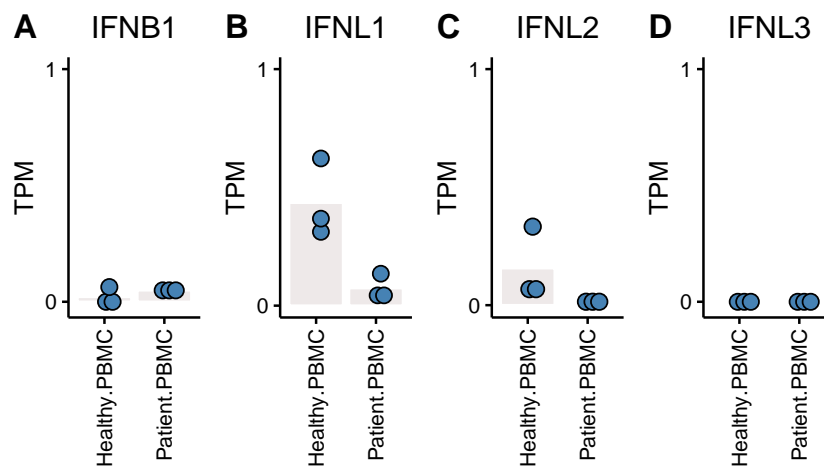 A IFNB1
1
0
TPM
Healthy.PBMC
Patient.PBMC
B IFNL1
1
0
TPM
Healthy.PBMC
Patient.PBMC
C IFNL2
1
0
TPM
Healthy.PBMC
Patient.PBMC
D IFNL3
1
0
TPM
Healthy.PBMC
Patient.PBMC